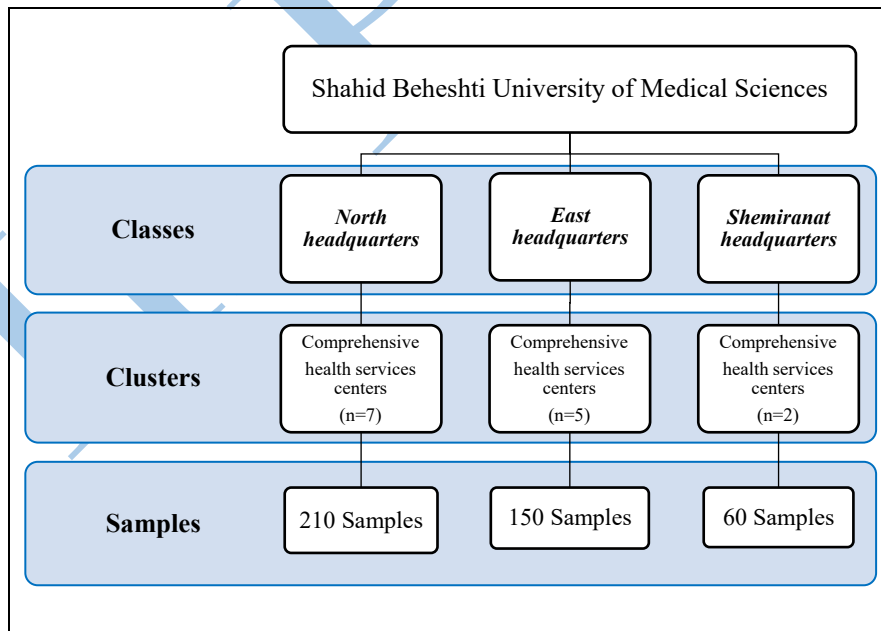 Shahid Beheshti University of Medical Sciences
Classes
North
headquarters
East
headquarters
Shemiranat
headquarters
Clusters
Comprehensive
health services
centers
(n=7)
Comprehensive
health services
centers
(n=5)
Comprehensive
health services
centers
(n=2)
Samples
210 Samples
150 Samples
60 Samples